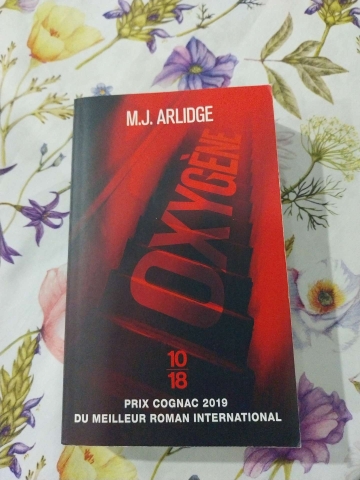 M.J. ARLIDGE
OXYGÈNE
10
18
PRIX COGNAC 2019
DU MEILLEUR ROMAN INTERNATIONAL